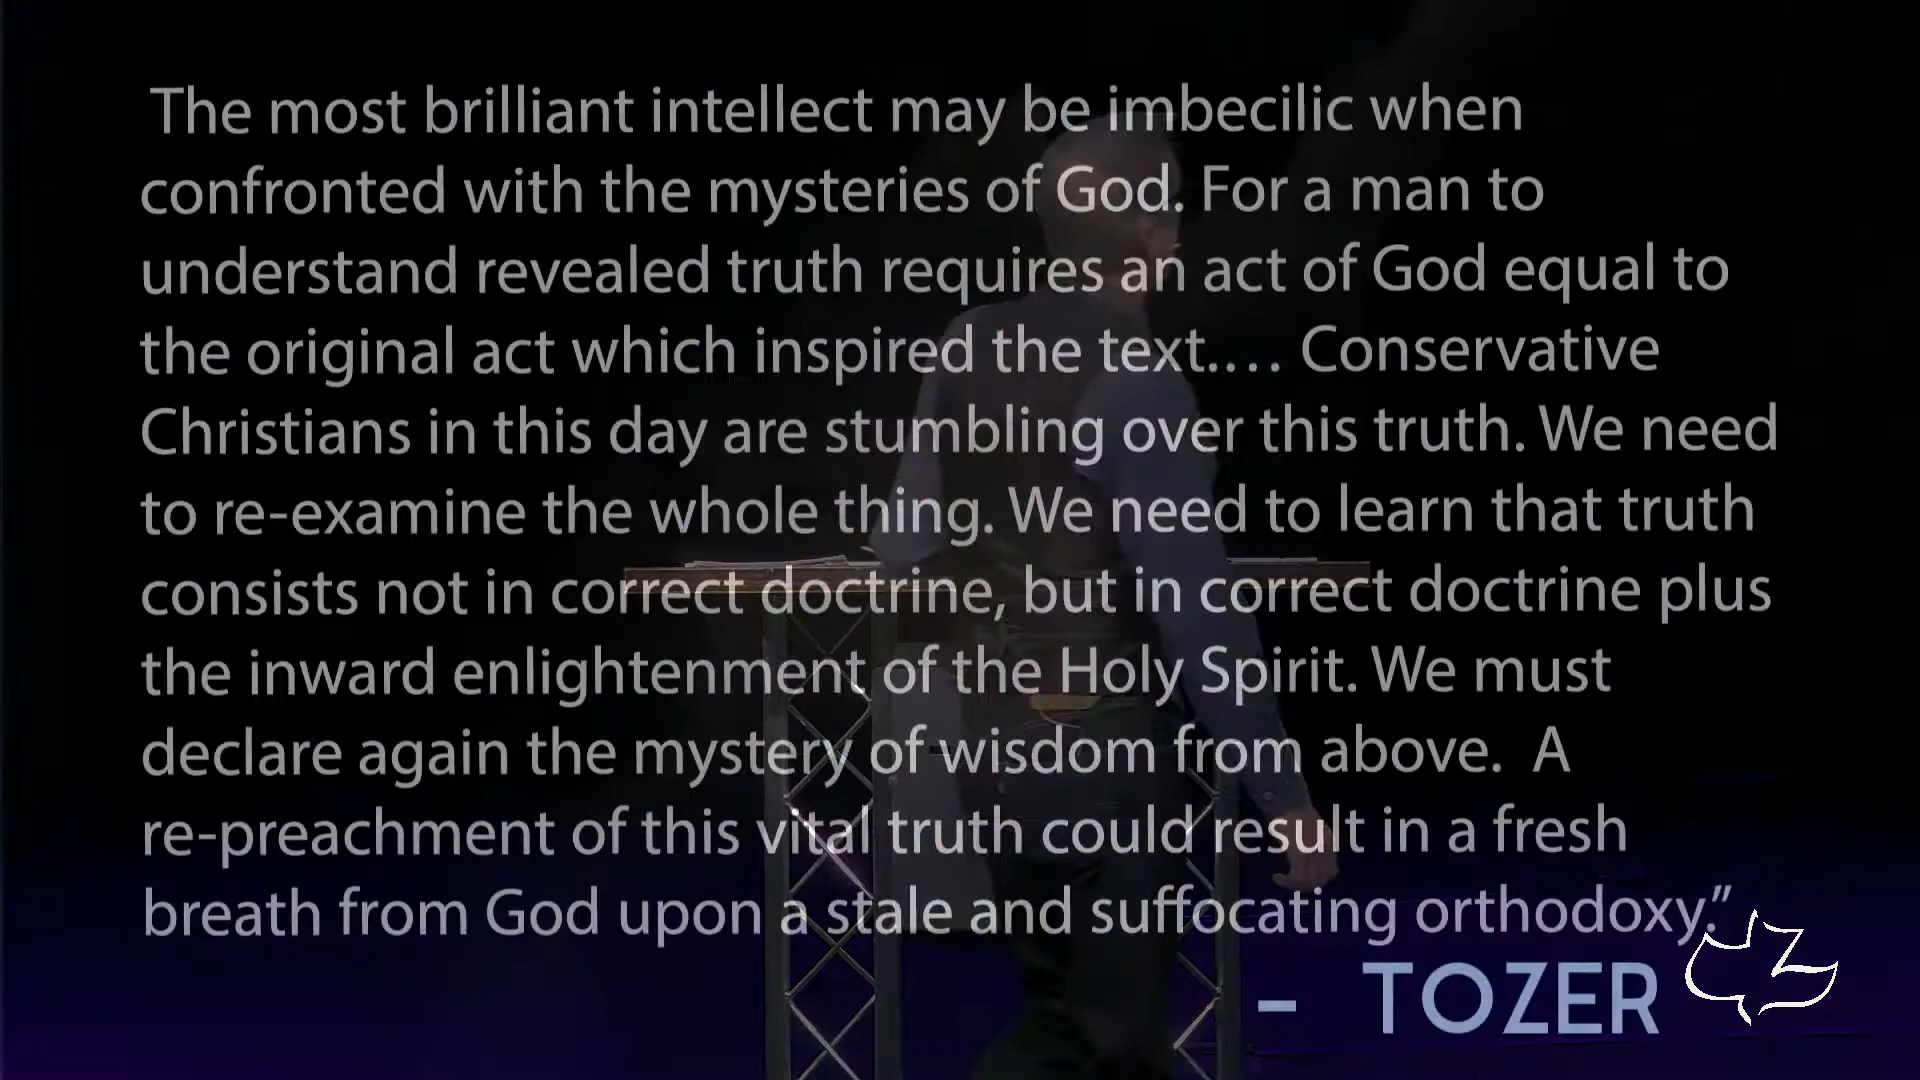 The most brilliant intellect may be imbecilic when
confronted with the mysteries of God. For a man to
understand revealed truth requires an act of God equal to
the original act which inspired the text.… Conservative
Christians in this day are stumbling over this truth. We need
to re-examine the whole thing. We need to learn that truth
consists not in correct doctrine, but in correct doctrine plus
the inward enlightenment of the Holy Spirit. We must
declare again the mystery of wisdom from above. A
re-preachment of this vital truth could result in a fresh
breath from God upon a stale and suffocating orthodoxy.”
– TOZER